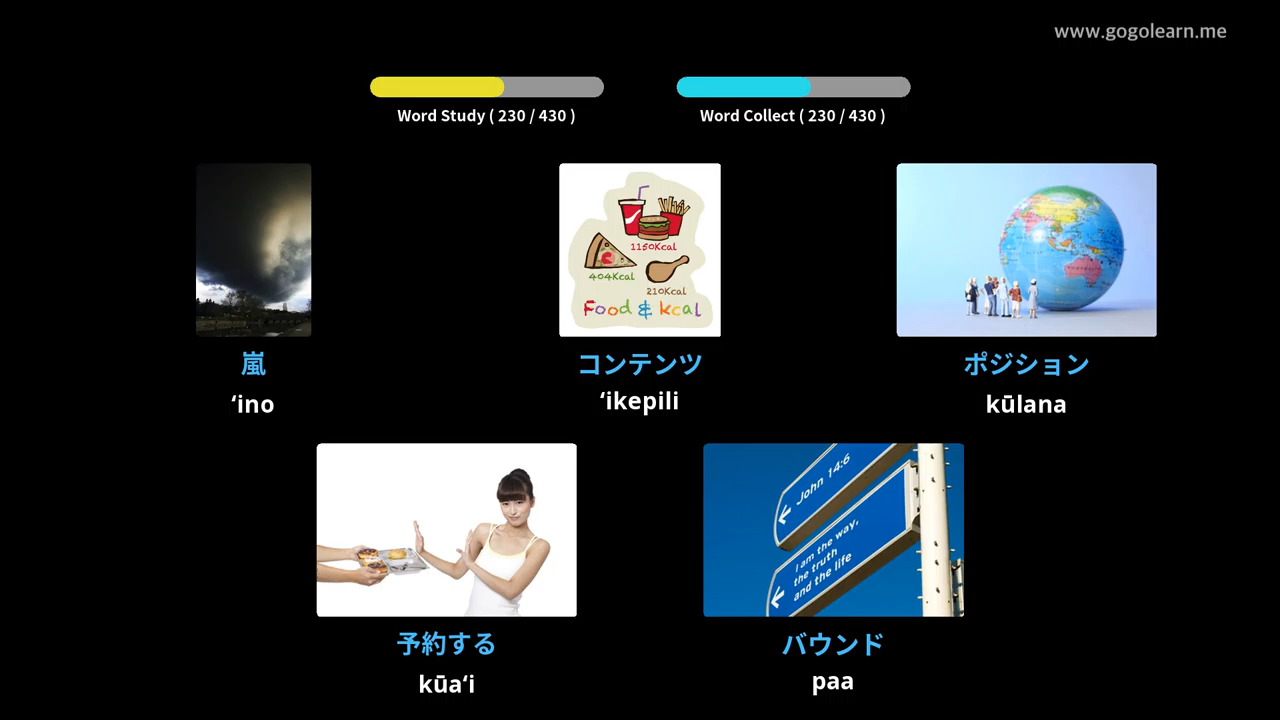 www.gogolearn.me
Word Study ( 230 / 430 )
Word Collect ( 230 / 430 )
1150Kcal
404Kcal
210Kcal
Food & kcal
嵐
ʻino
コンテンツ
ʻikepili
ポジション
kūlana
John 14:6
I am the way,
the truth
and the life
予約する
kūaʻi
バウンド
paa